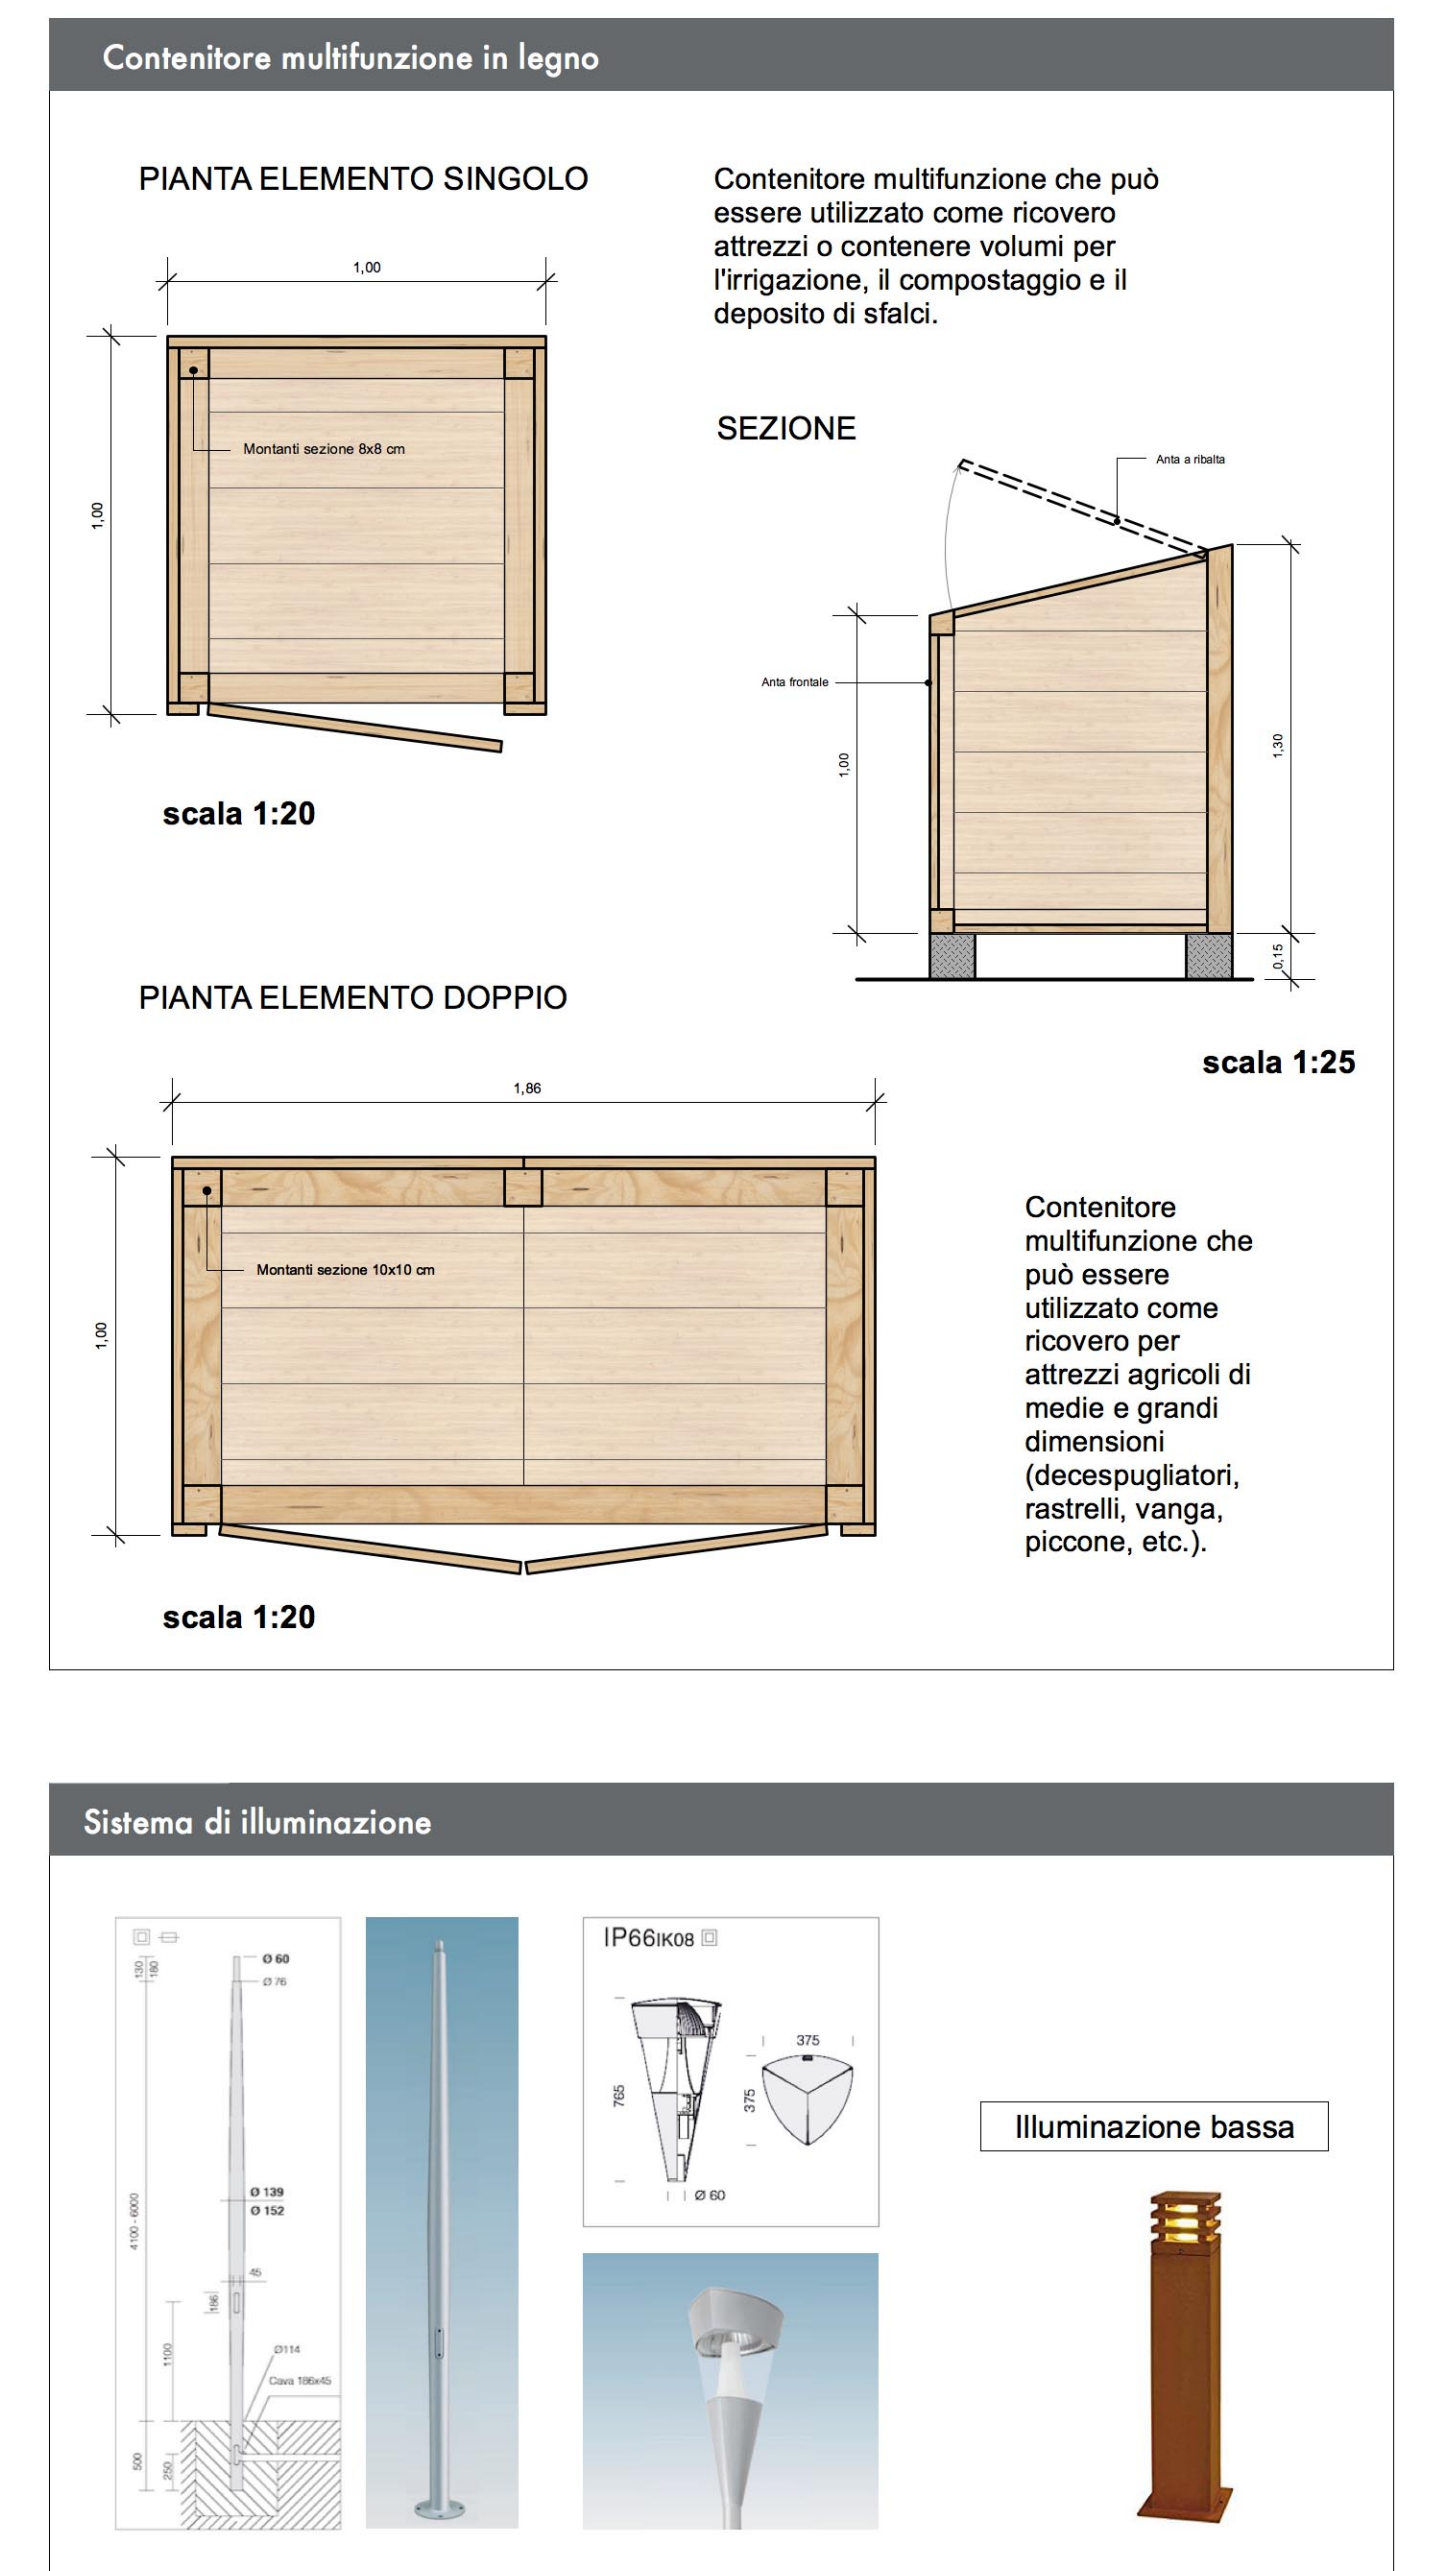 Contenitore multifunzione in legno
PIANTA ELEMENTO SINGOLO
1,00
1,00
Montanti sezione 8x8 cm
scala 1:20
Contenitore multifunzione che può
essere utilizzato come ricovero
attrezzi o contenere volumi per
l'irrigazione, il compostaggio e il
deposito di sfalci.
SEZIONE
Anta a ribalta
Anta frontale
1,00
1,30
0,15
scala 1:25
PIANTA ELEMENTO DOPPIO
1,86
1,00
Montanti sezione 10x10 cm
scala 1:20
Contenitore
multifunzione che
può essere
utilizzato come
ricovero per
attrezzi agricoli di
medie e grandi
dimensioni
(decespugliatori,
rastrelli, vanga,
piccone, etc.).
Sistema di illuminazione
130
180
Ø 60
Ø 76
4100 - 6000
Ø 139
Ø 152
45
186
1100
Ø114
Cava 186x45
500
250
IP66IK08
765
375
375
Ø 60
Illuminazione bassa